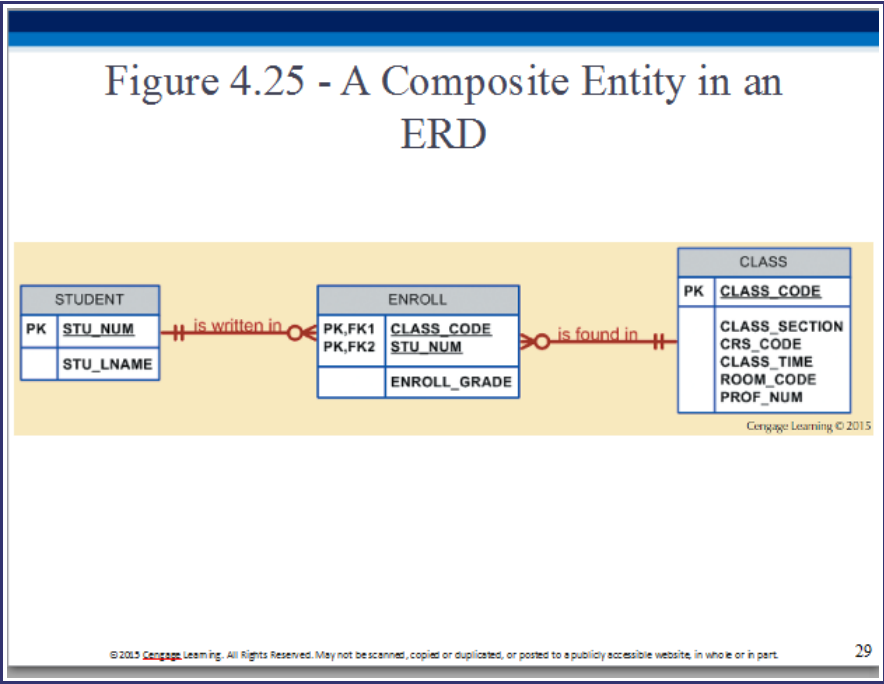 Figure 4.25 - A Composite Entity in an
ERD
STUDENT
PK STU_NUM
STU_LNAME
is written in
ENROLL
PK,FK1 CLASS_CODE
PK,FK2 STU_NUM
ENROLL_GRADE
is found in
CLASS
PK CLASS_CODE
CLASS_SECTION
CRS_CODE
CLASS_TIME
ROOM_CODE
PROF_NUM
Cengage Learning © 2015
©2015 Cengage Learning. All Rights Reserved. May not be scanned, copied or duplicated, or posted to a publicly accessible website, in whole or in part.
29